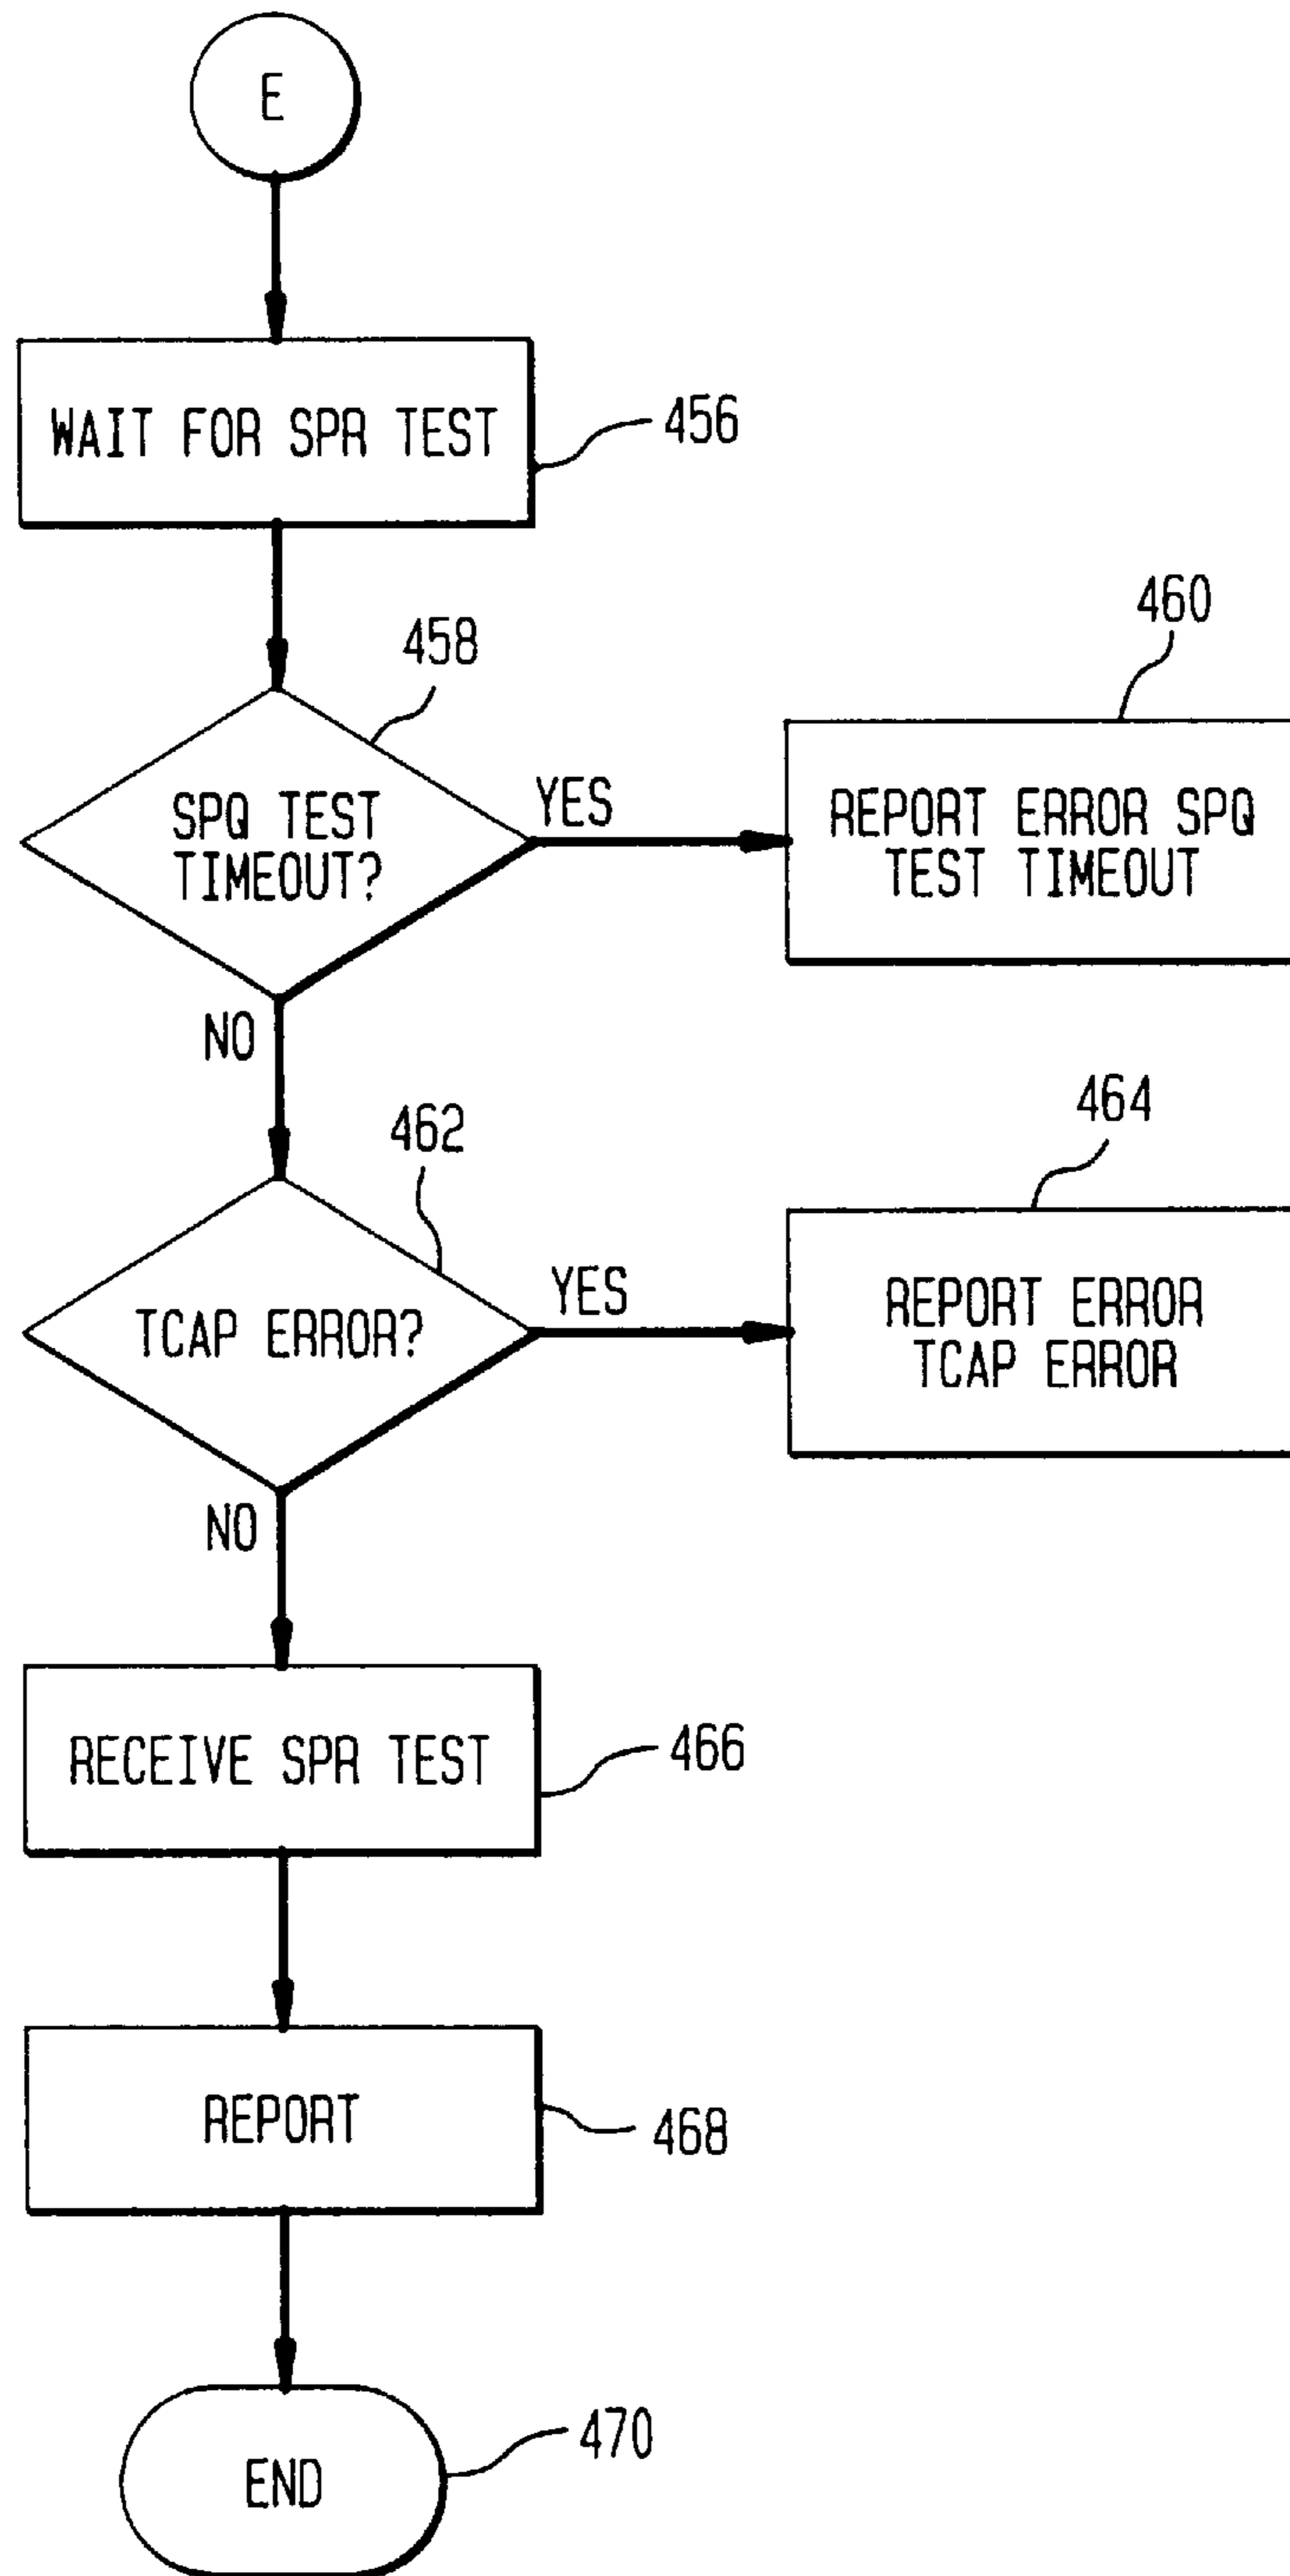 E
WAIT FOR SPR TEST
456
458
SPQ TEST
TIMEOUT?
YES
460
REPORT ERROR SPQ
TEST TIMEOUT
NO
462
TCAP ERROR?
YES
464
REPORT ERROR
TCAP ERROR
NO
RECEIVE SPR TEST
466
REPORT
468
END
470